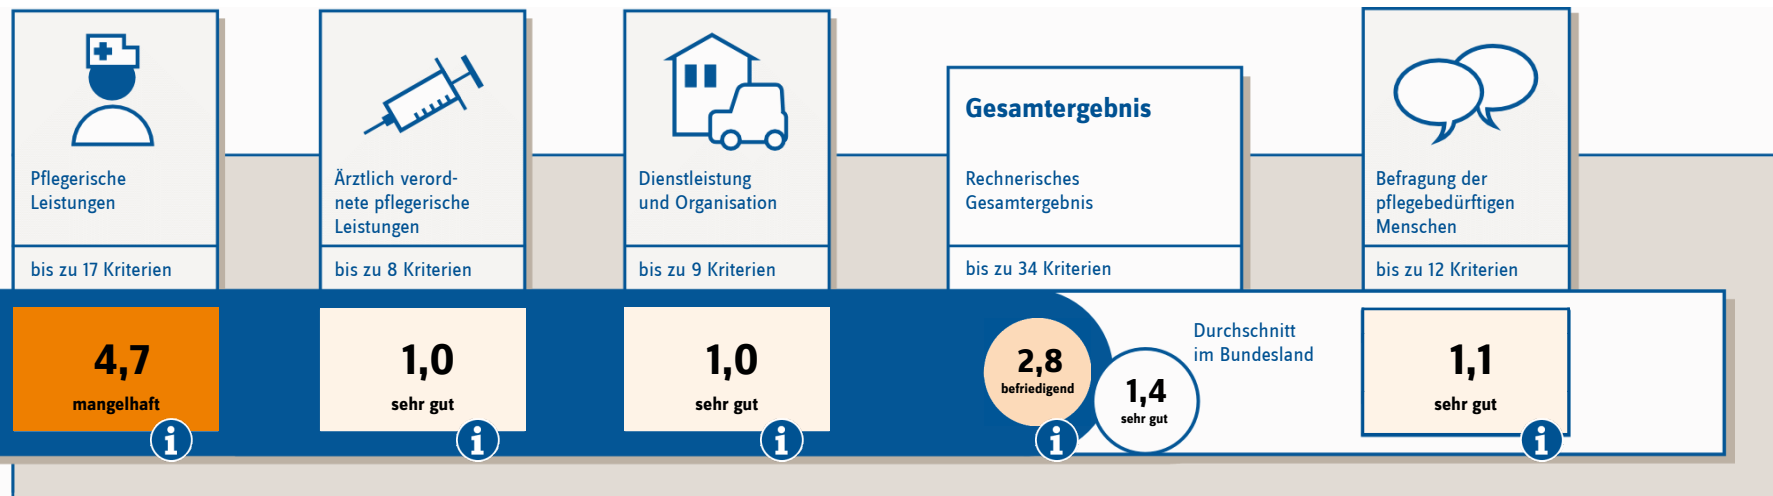 Pflegerische
Leistungen
bis zu 17 Kriterien
4,7
mangelhaft
i
Ärztlich verord-
nete pflegerische
Leistungen
bis zu 8 Kriterien
1,0
sehr gut
i
Dienstleistung
und Organisation
bis zu 9 Kriterien
1,0
sehr gut
i
Gesamtergebnis
Rechnerisches
Gesamtergebnis
bis zu 34 Kriterien
2,8
befriedigend
i
1,4
sehr gut
Durchschnitt
im Bundesland
Befragung der
pflegebedürftigen
Menschen
bis zu 12 Kriterien
1,1
sehr gut
i